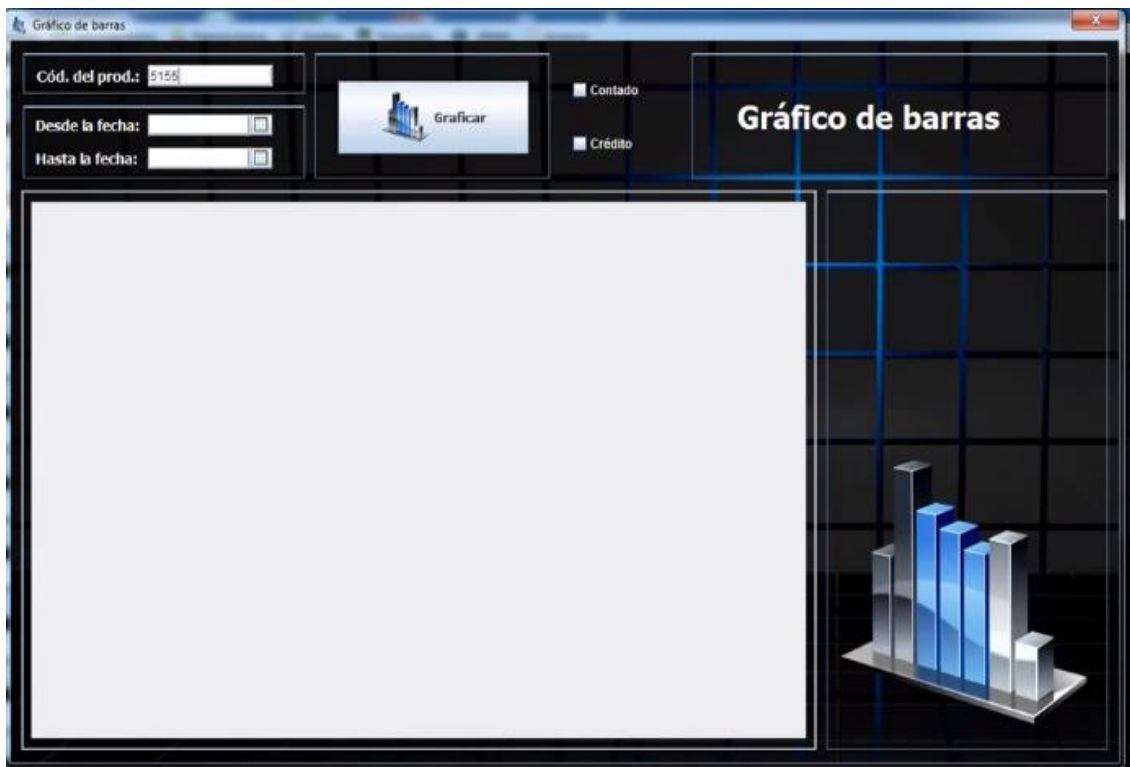 Gráfico de barras
Cód. del prod.: 5155
Desde la fecha:
Hasta la fecha:
Graficar
Contado
Crédito
Gráfico de barras